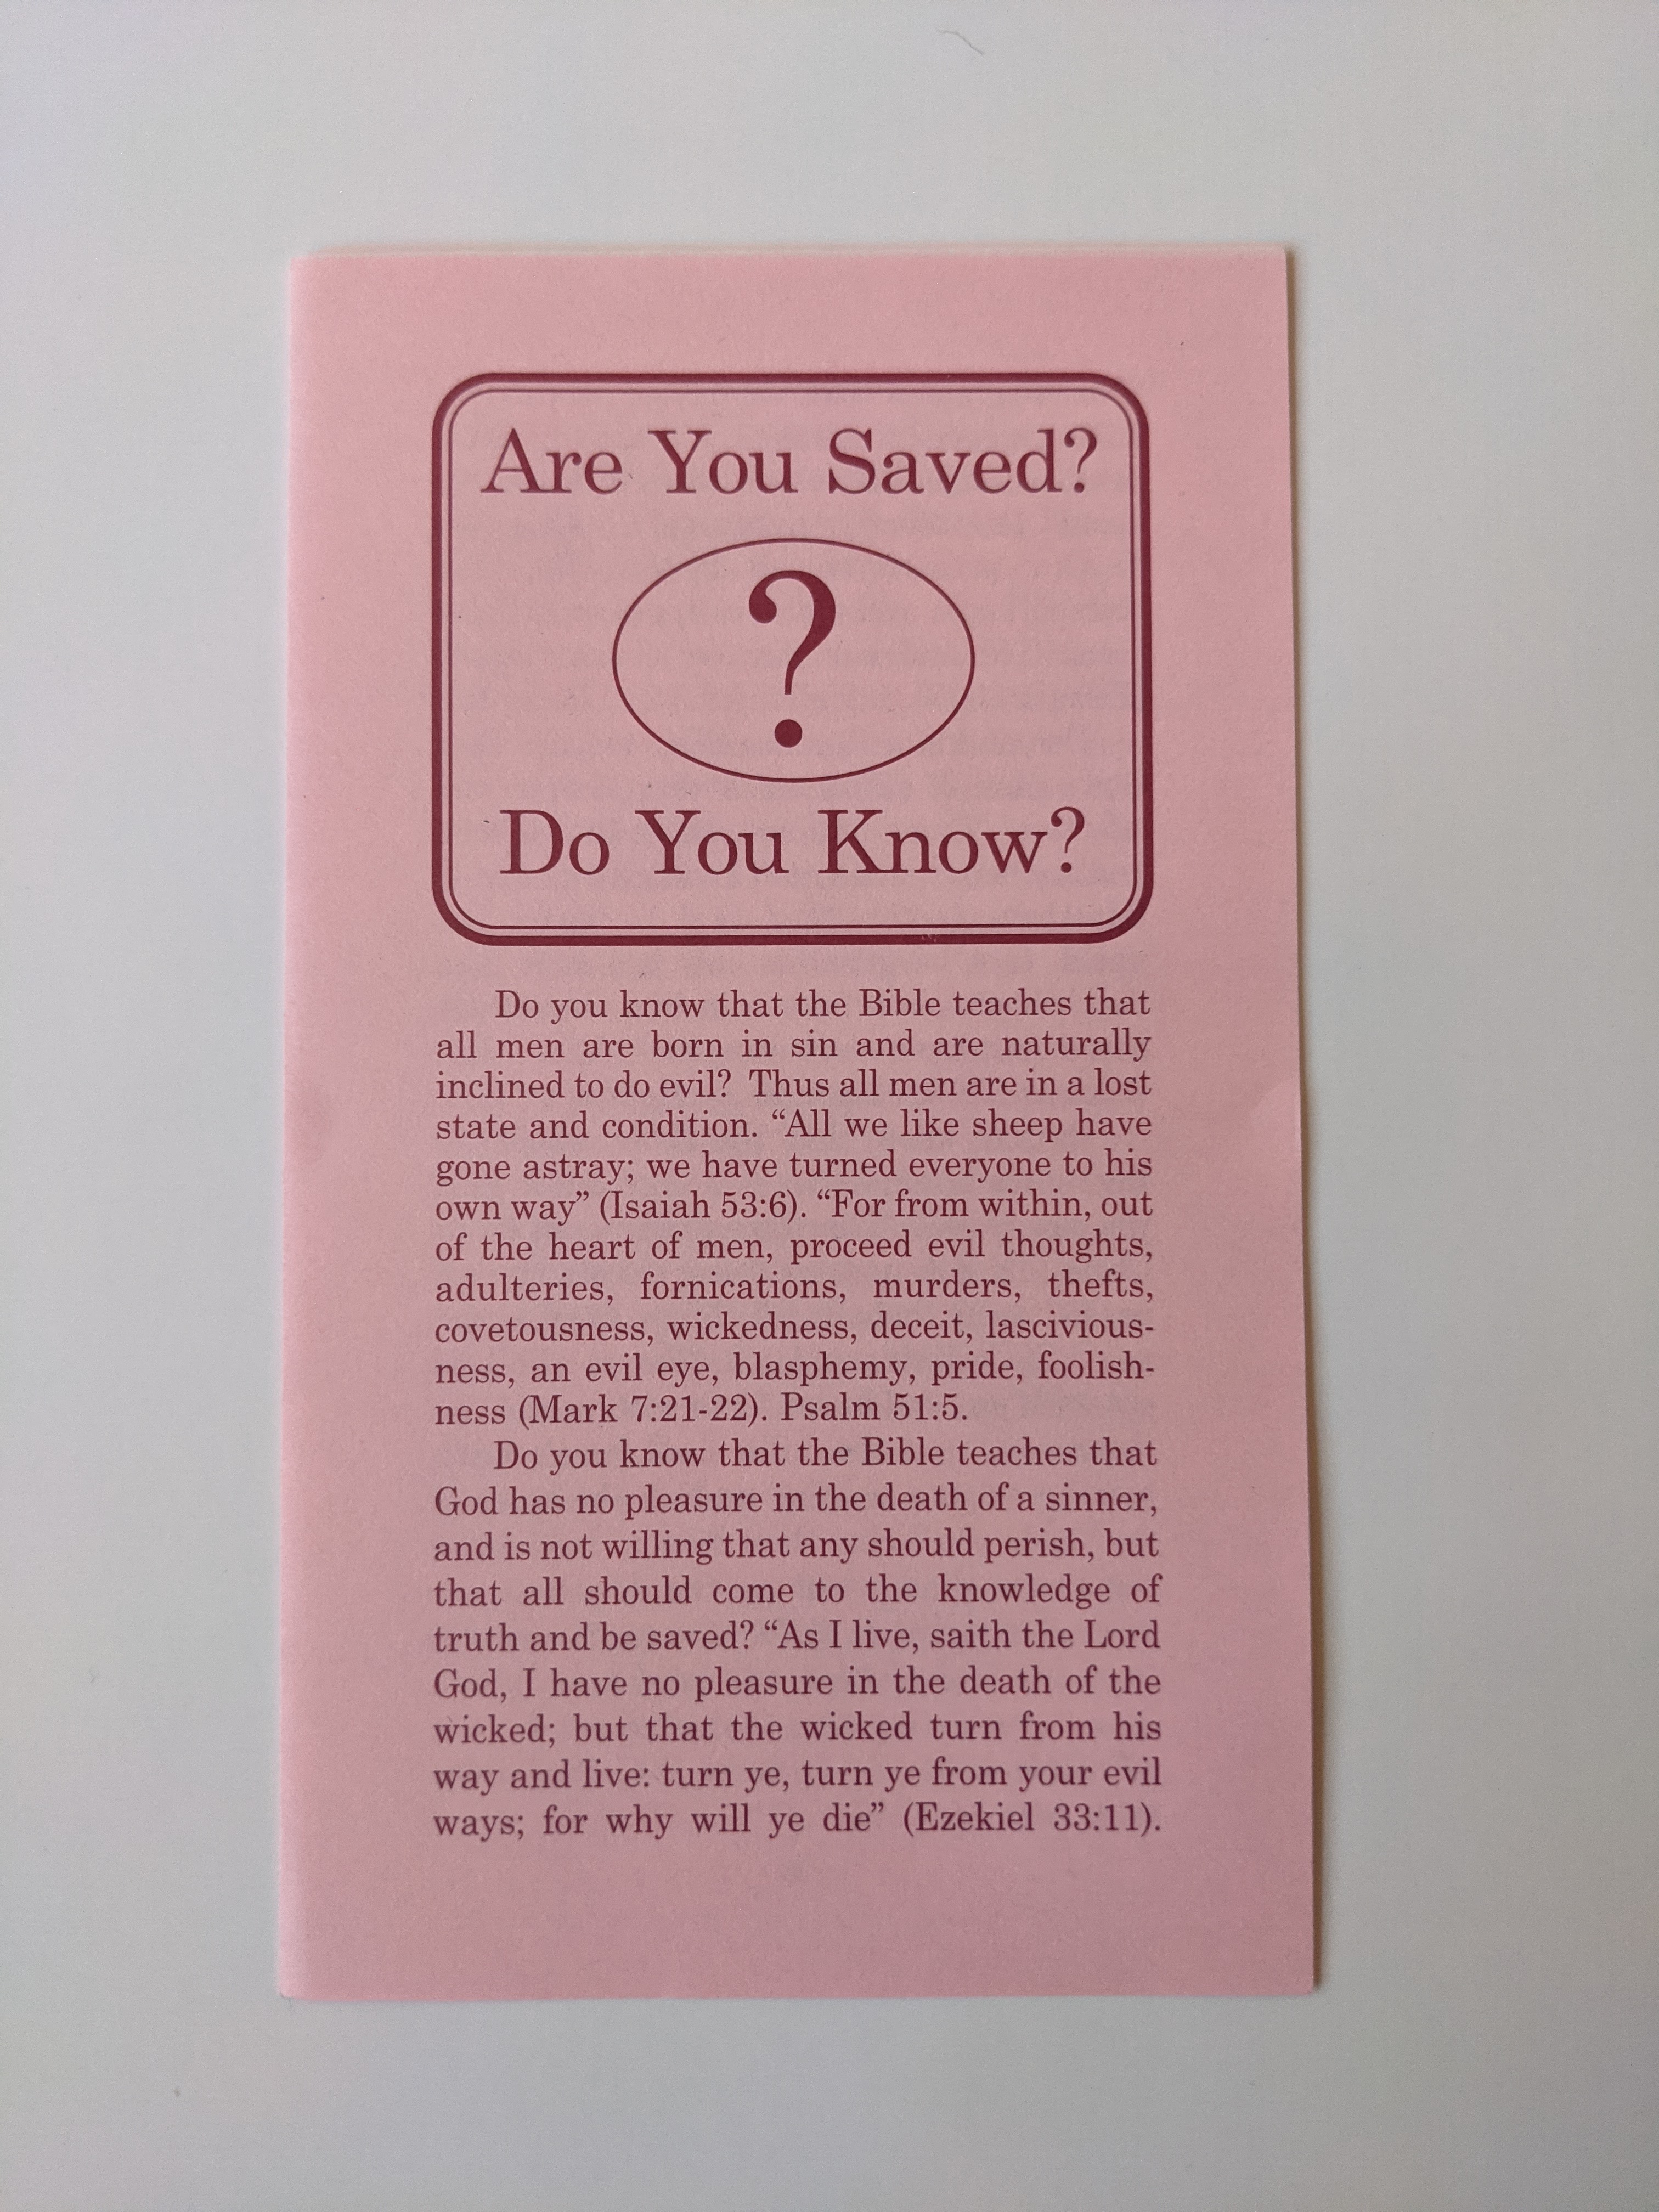 Are You Saved?
?
Do You Know?
Do you know that the Bible teaches that
all men are born in sin and are naturally
inclined to do evil? Thus all men are in a lost
state and condition. “All we like sheep have
gone astray; we have turned everyone to his
own way” (Isaiah 53:6). “For from within, out
of the heart of men, proceed evil thoughts,
adulteries, fornications, murders, thefts,
covetousness, wickedness, deceit, lascivious-
ness, an evil eye, blasphemy, pride, foolish-
ness (Mark 7:21-22). Psalm 51:5.
Do you know that the Bible teaches that
God has no pleasure in the death of a sinner,
and is not willing that any should perish, but
that all should come to the knowledge of
truth and be saved? “As I live, saith the Lord
God, I have no pleasure in the death of the
wicked; but that the wicked turn from his
way and live: turn ye, turn ye from your evil
ways; for why will ye die” (Ezekiel 33:11).